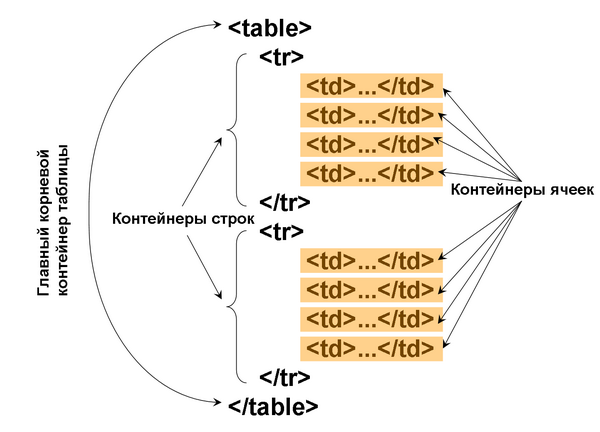 <table>
<tr>
<td>...</td>
<td>...</td>
<td>...</td>
<td>...</td>
Контейнеры ячеек
</tr>
Контейнеры строк
Главный корневой
контейнер таблицы
<tr>
<td>...</td>
<td>...</td>
<td>...</td>
<td>...</td>
</tr>
</table>